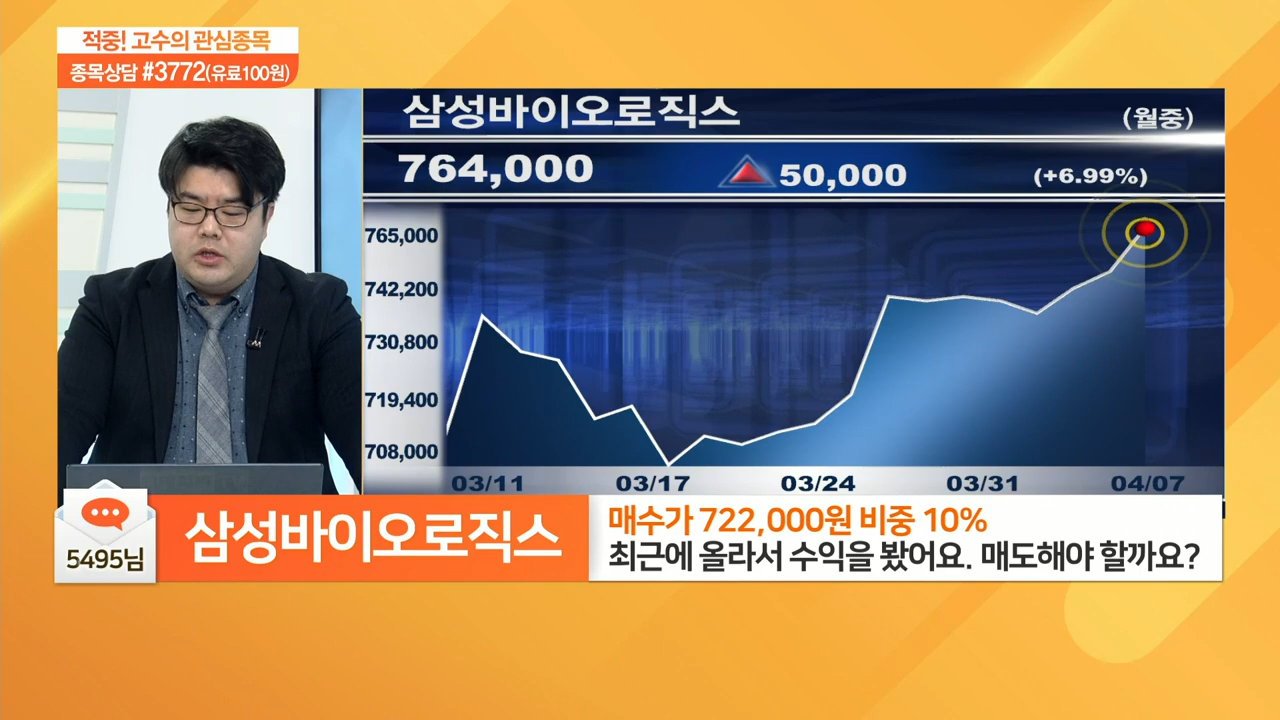 적중! 고수의 관심종목
종목상담 #3772(유료100원)
삼성바이오로직스
(월중)
764,000
50,000
(+6.99%)
765,000
742,200
730,800
719,400
708,000
03/11 03/17 03/24 03/31 04/07
5495님
삼성바이오로직스
매수가 722,000원 비중 10%
최근에 올라서 수익을 봤어요. 매도해야 할까요?